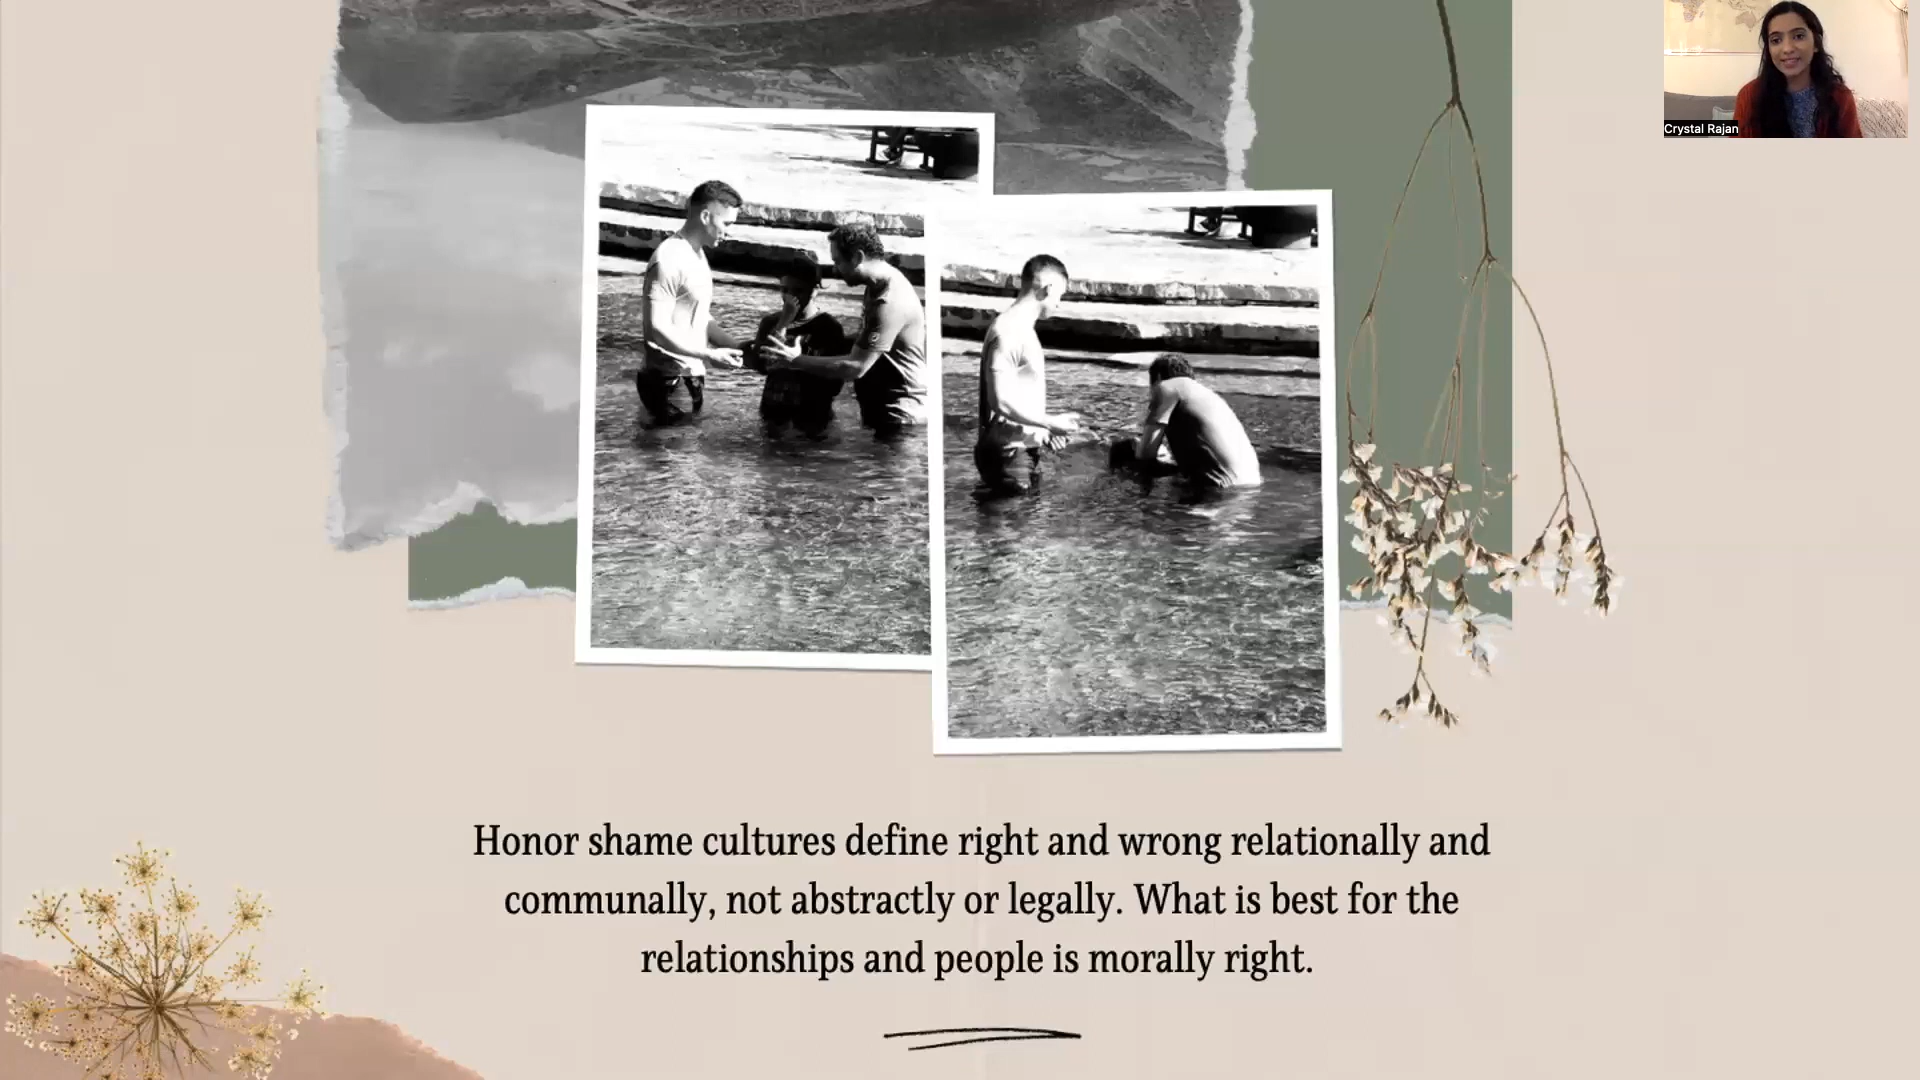 Crystal Rajan
Honor shame cultures define right and wrong relationally and
communally, not abstractly or legally. What is best for the
relationships and people is morally right.